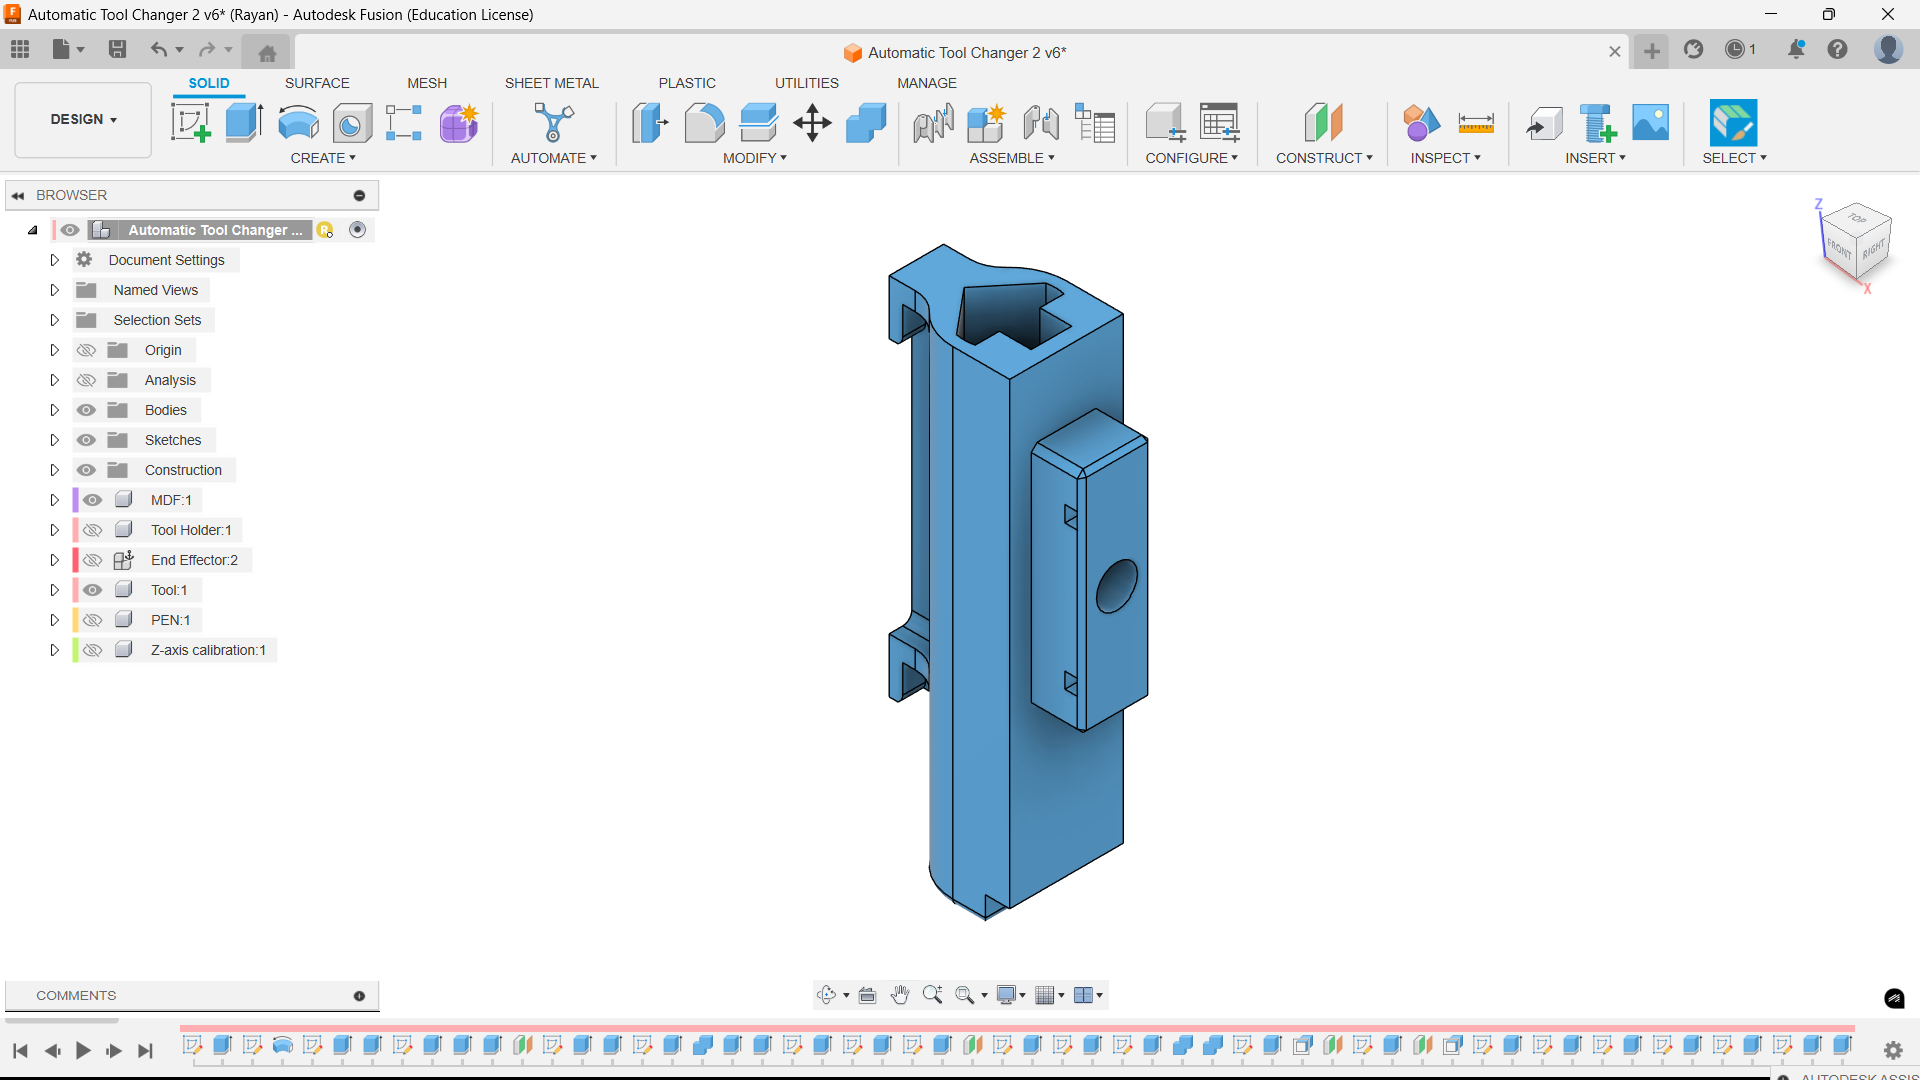 Automatic Tool Changer 2 v6* (Rayan) - Autodesk Fusion (Education License)
Automatic Tool Changer 2 v6*
1
SOLID
SURFACE
MESH
SHEET METAL
PLASTIC
UTILITIES
MANAGE
DESIGN
CREATE
AUTOMATE
MODIFY
ASSEMBLE
CONFIGURE
CONSTRUCT
INSPECT
INSERT
SELECT
BROWSER
Automatic Tool Changer ...
R
Document Settings
Named Views
Selection Sets
Origin
Analysis
Bodies
Sketches
Construction
MDF:1
Tool Holder:1
End Effector:2
Tool:1
PEN:1
Z-axis calibration:1
Z
TOP
FRONT
RIGHT
X
COMMENTS
AUTODESK ASSIS